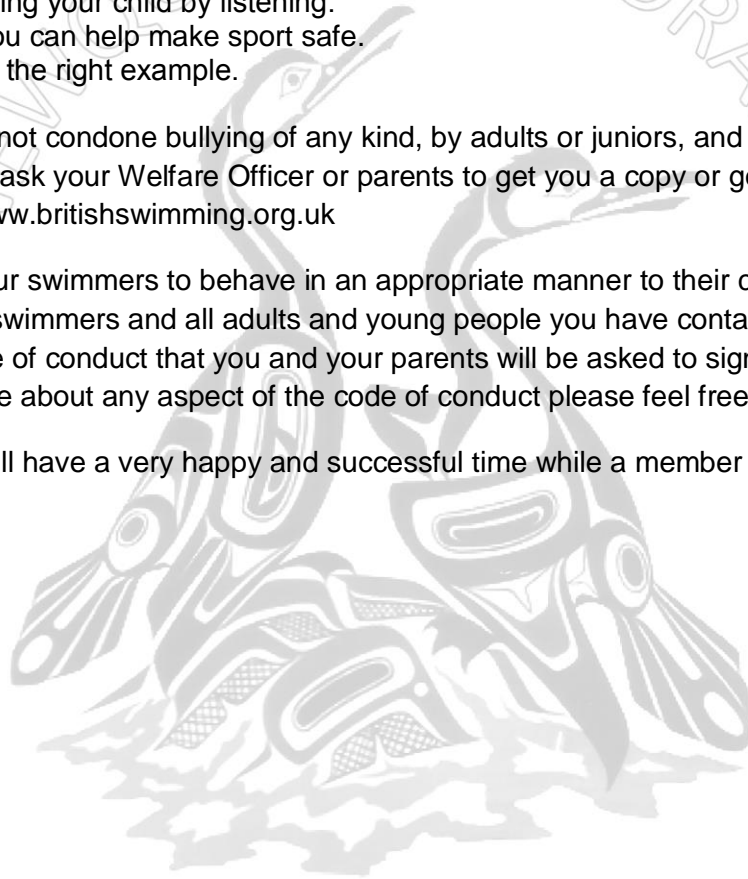 ing your child by listening.
ou can help make sport safe.
the right example.
not condone bullying of any kind, by adults or juniors, and
ask your Welfare Officer or parents to get you a copy or g
w.britishswimming.org.uk
ur swimmers to behave in an appropriate manner to their
swimmers and all adults and young people you have conta
e of conduct that you and your parents will be asked to sign
e about any aspect of the code of conduct please feel free
ll have a very happy and successful time while a member